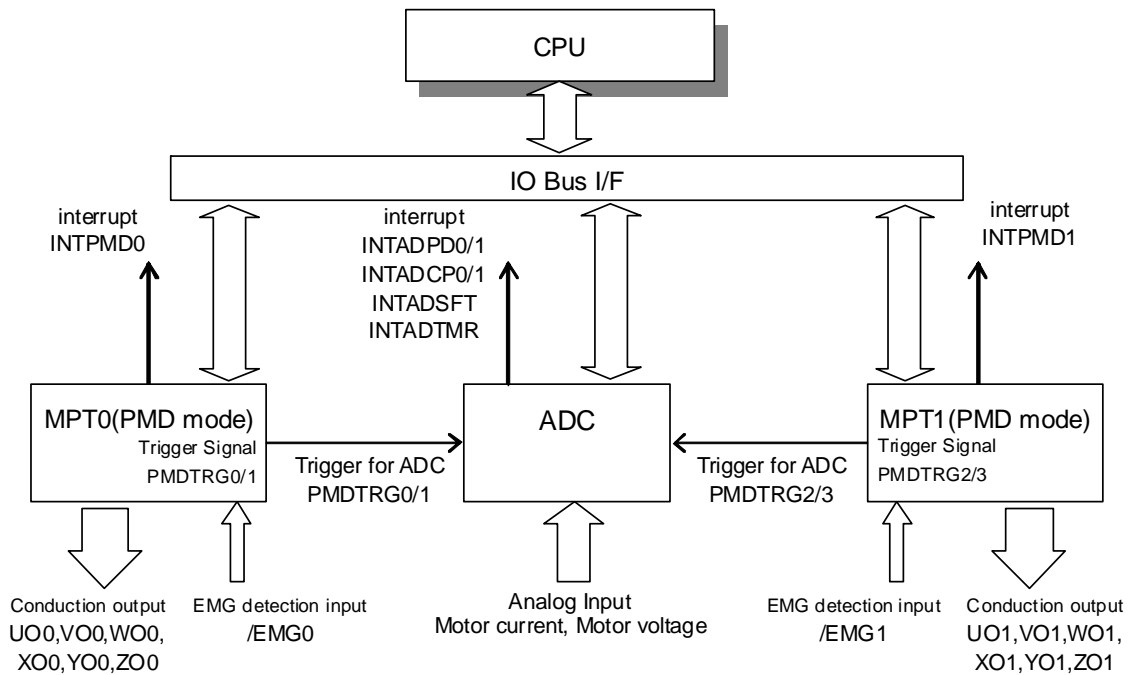 CPU
IO Bus I/F
interrupt
INTPMD0
interrupt
INTADPD0/1
INTADCP0/1
INTADSFT
INTADTMR
interrupt
INTPMD1
MPT0(PMD mode)
Trigger Signal
PMDTRG0/1
Trigger for ADC
PMDTRG0/1
ADC
Trigger for ADC
PMDTRG2/3
MPT1(PMD mode)
Trigger Signal
PMDTRG2/3
Conduction output
UO0,VO0,WO0,
XO0,YO0,ZO0
EMG detection input
/EMG0
Analog Input
Motor current, Motor voltage
EMG detection input
/EMG1
Conduction output
UO1,VO1,WO1,
XO1,YO1,ZO1